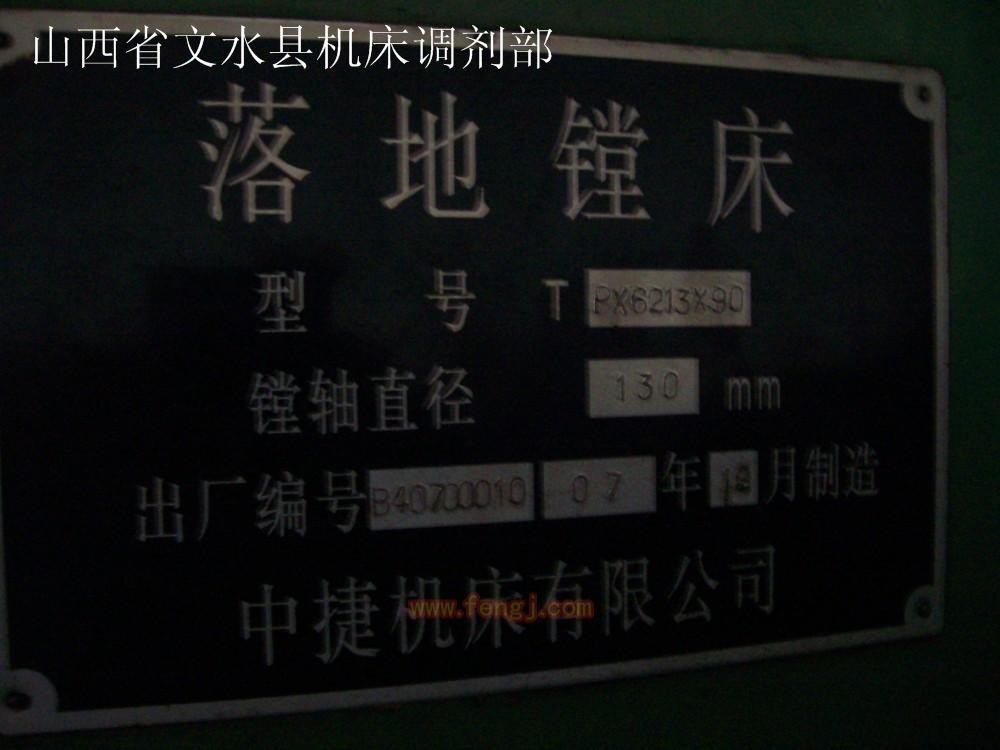 山西省文水县机床调剂部
落地镗床
型号 T PX6213X90
镗轴直径 130 mm
出厂编号 B40700010 07 年 月制造
中捷机床有限公司
www.fengj.com